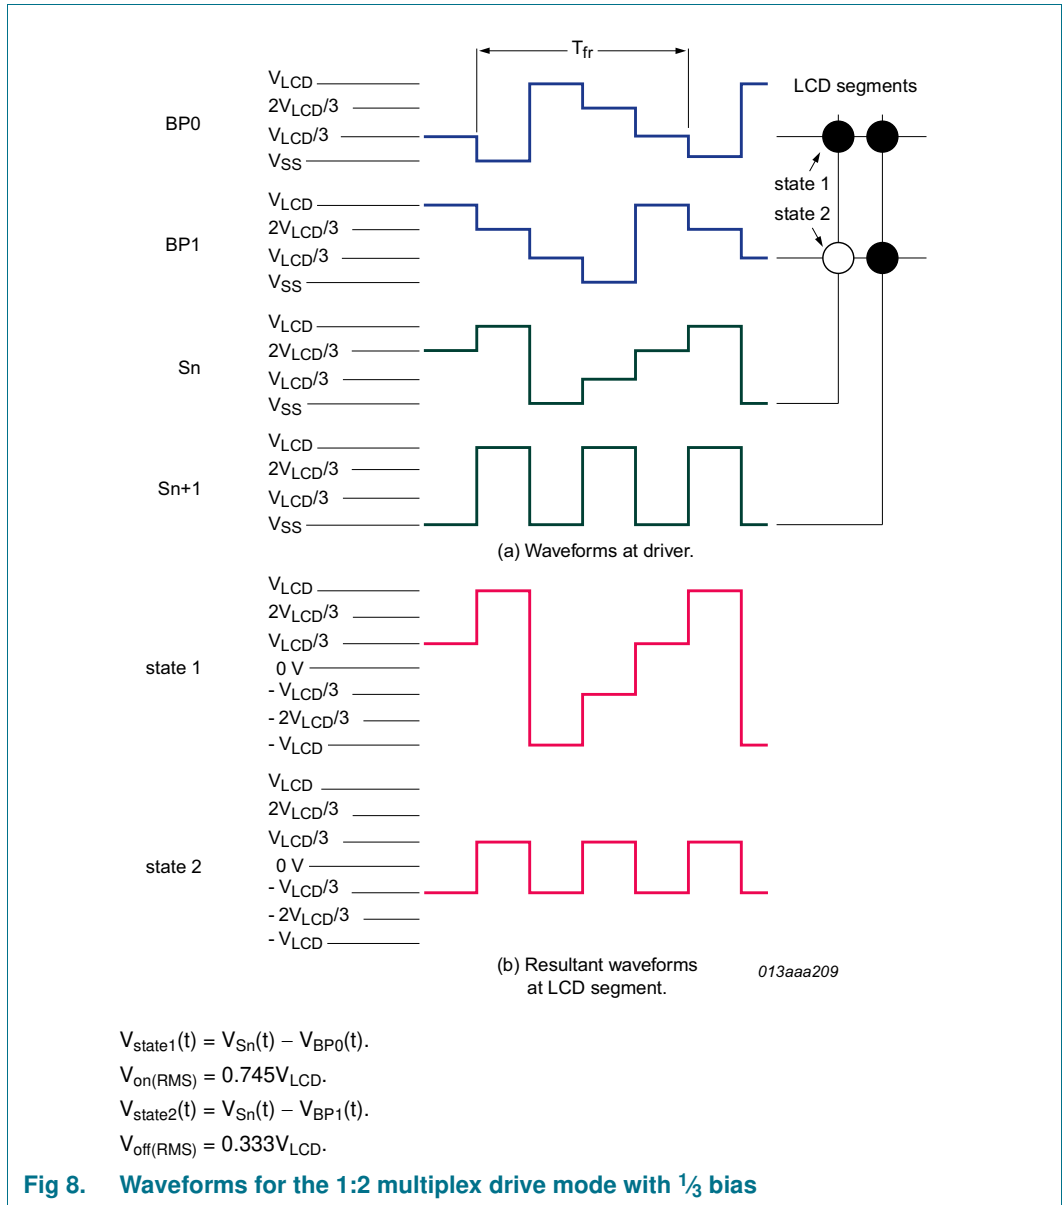 T_fr
V_LCD
2V_LCD/3
BP0
V_LCD/3
V_SS
LCD segments
state 1
state 2
V_LCD
2V_LCD/3
BP1
V_LCD/3
V_SS
V_LCD
2V_LCD/3
Sn
V_LCD/3
V_SS
V_LCD
2V_LCD/3
Sn+1
V_LCD/3
V_SS
(a) Waveforms at driver.
V_LCD
2V_LCD/3
V_LCD/3
state 1
0 V
- V_LCD/3
- 2V_LCD/3
- V_LCD
V_LCD
2V_LCD/3
V_LCD/3
state 2
0 V
- V_LCD/3
- 2V_LCD/3
- V_LCD
(b) Resultant waveforms
at LCD segment.
013aaa209
V_state1(t) = V_Sn(t) − V_BP0(t).
V_on(RMS) = 0.745V_LCD.
V_state2(t) = V_Sn(t) − V_BP1(t).
V_off(RMS) = 0.333V_LCD.
Fig 8. Waveforms for the 1:2 multiplex drive mode with 1⁄3 bias